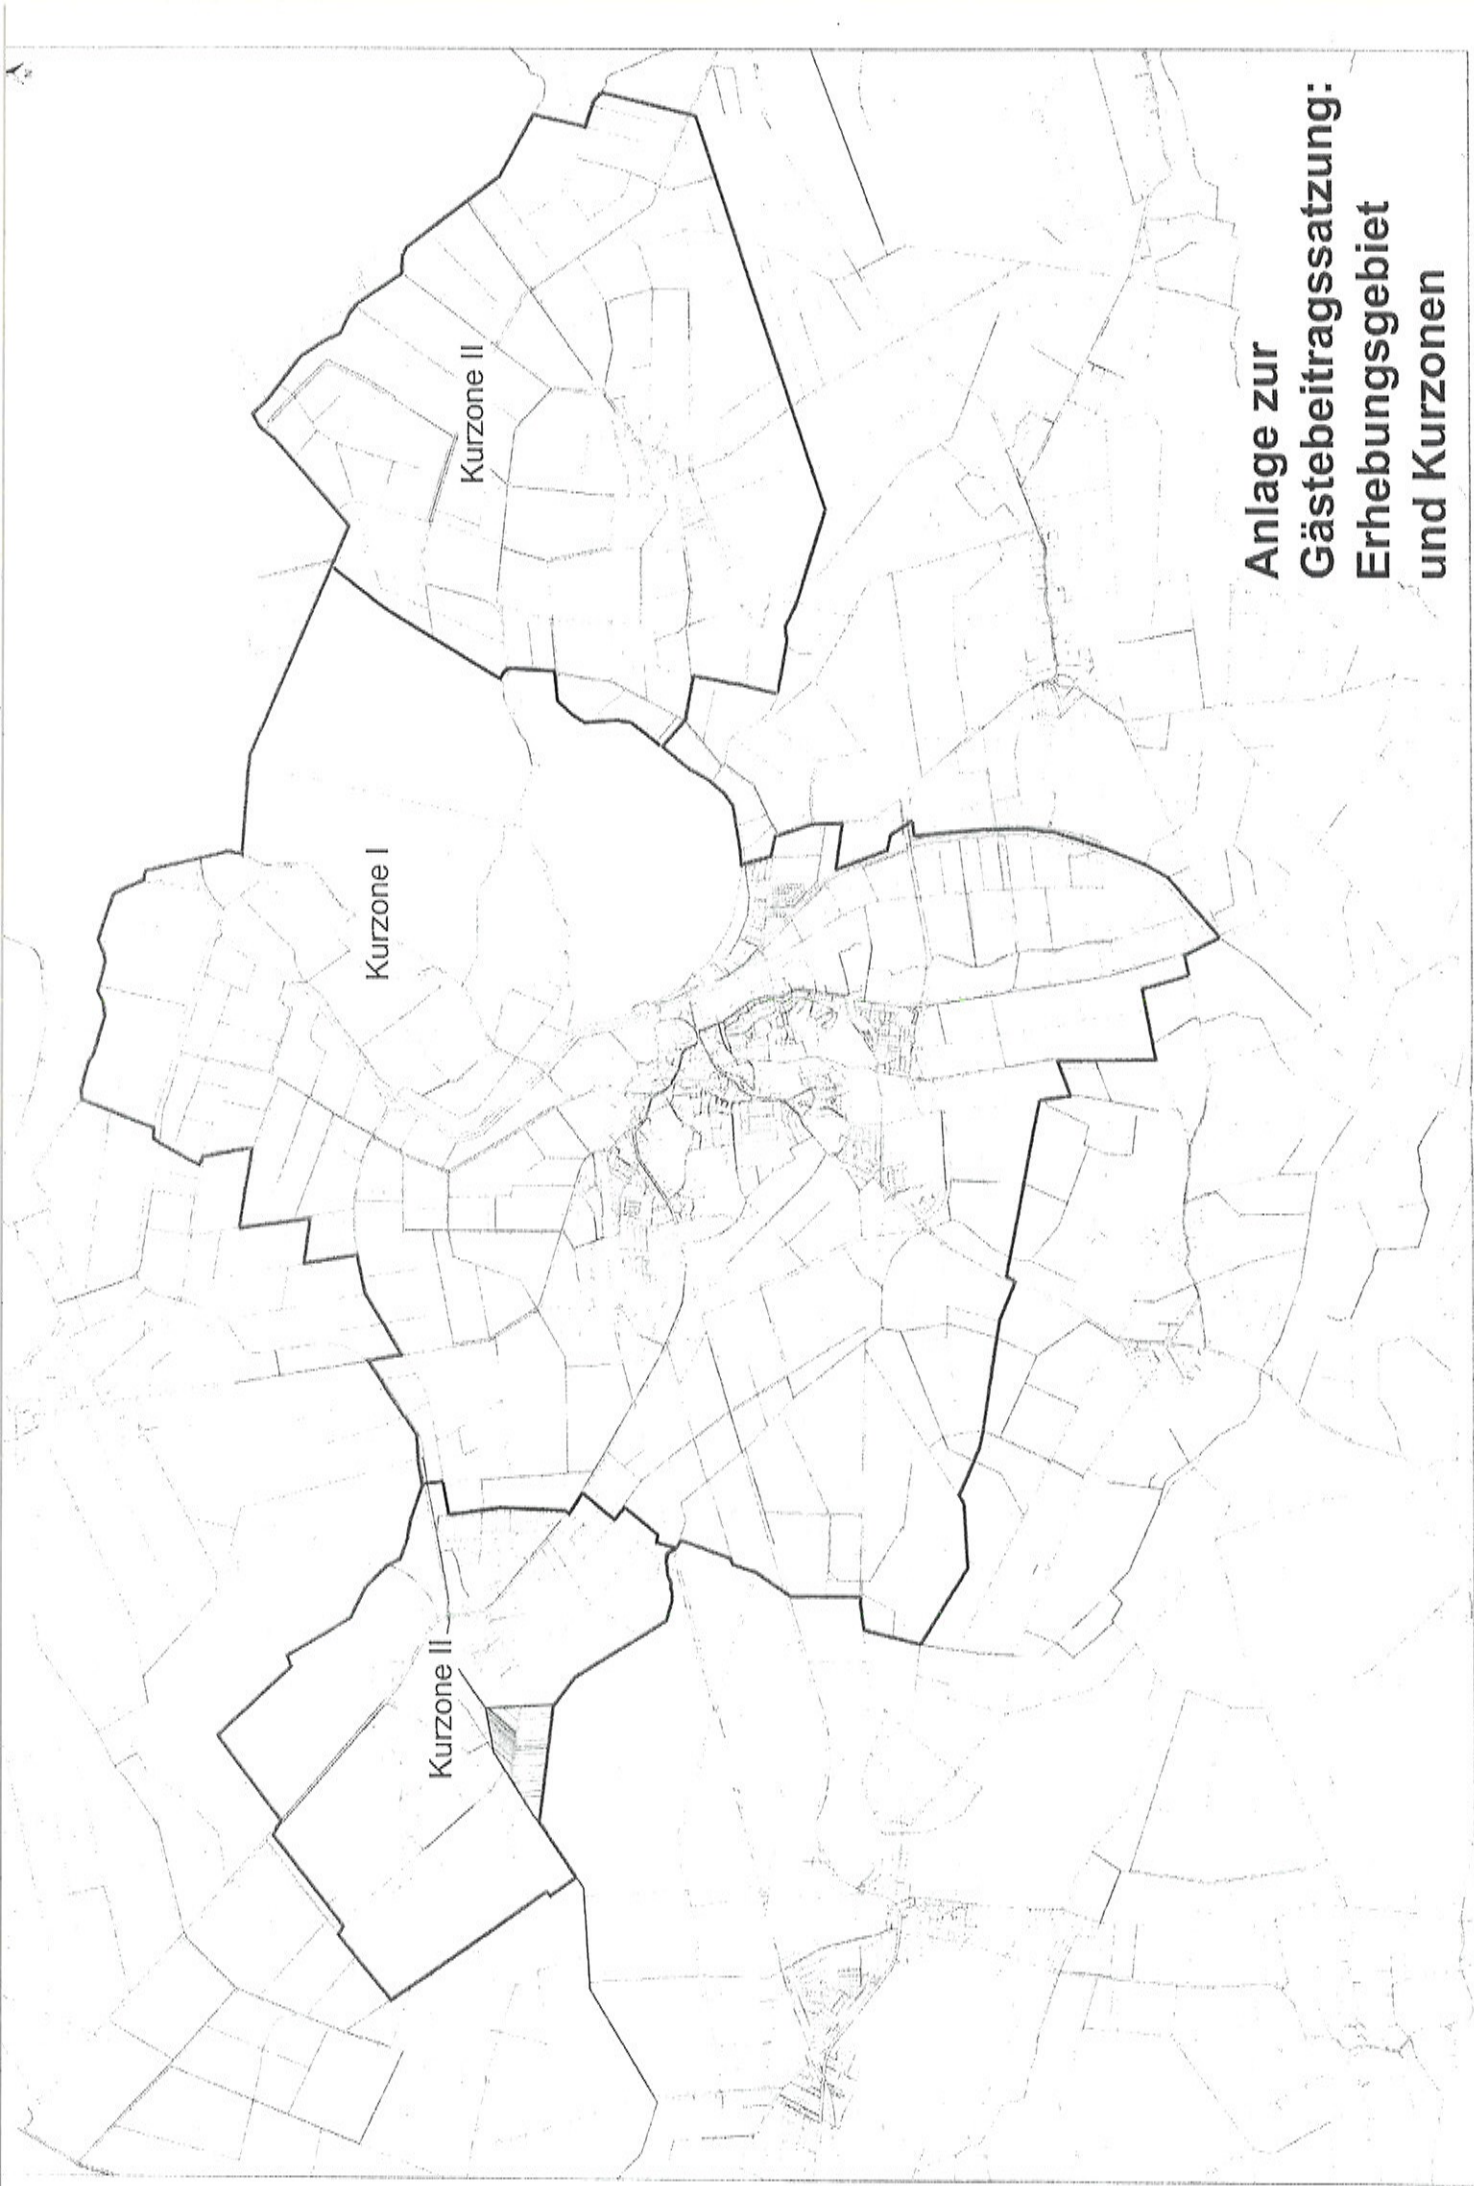 Kurzone II
Kurzone I
Kurzone II
Anlage zur
Gästebeitragssatzung:
Erhebungsgebiet
und Kurzonen